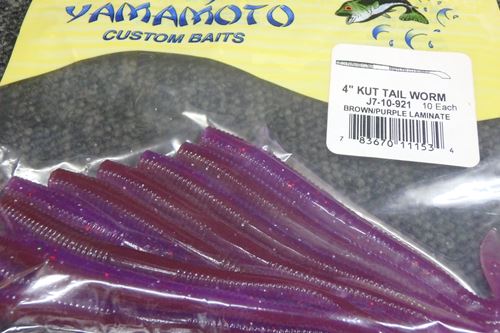 YAMAMOTO
CUSTOM BAITS
4" KUT TAIL WORM
J7-10-921 10 Each
BROWN/PURPLE LAMINATE
7 83670 11153 4